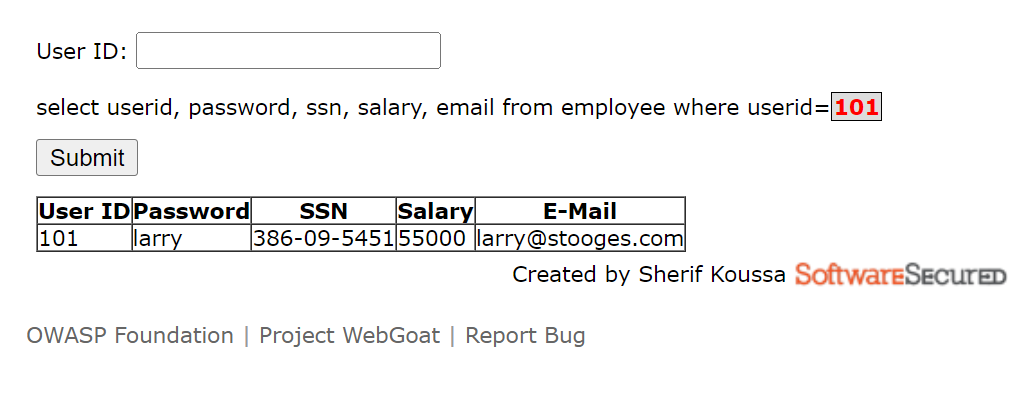 User ID:
select userid, password, ssn, salary, email from employee where userid=101
Submit
User ID Password SSN Salary E-Mail
101 larry 386-09-5451 55000 larry@stooges.com
Created by Sherif Koussa SoftwareSecured
OWASP Foundation | Project WebGoat | Report Bug